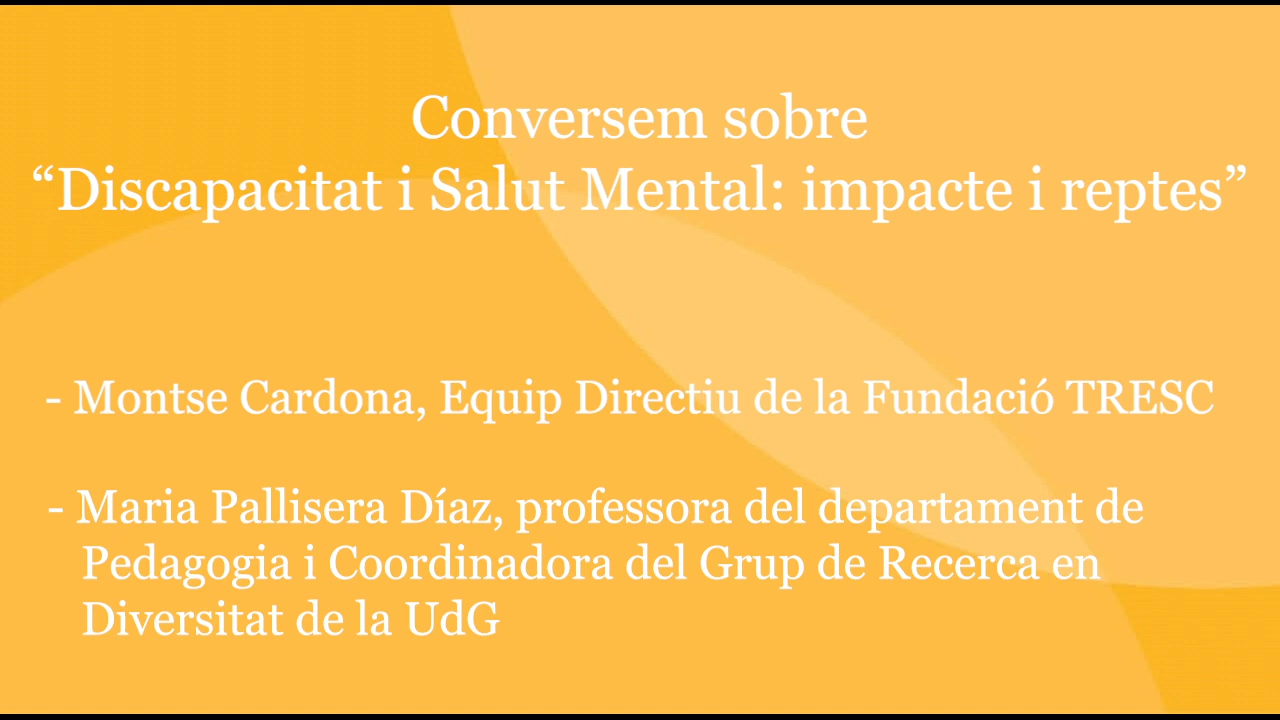 Conversem sobre
“Discapacitat i Salut Mental: impacte i reptes”
- Montse Cardona, Equip Directiu de la Fundació TRESC
- Maria Pallisera Díaz, professora del departament de
Pedagogia i Coordinadora del Grup de Recerca en
Diversitat de la UdG